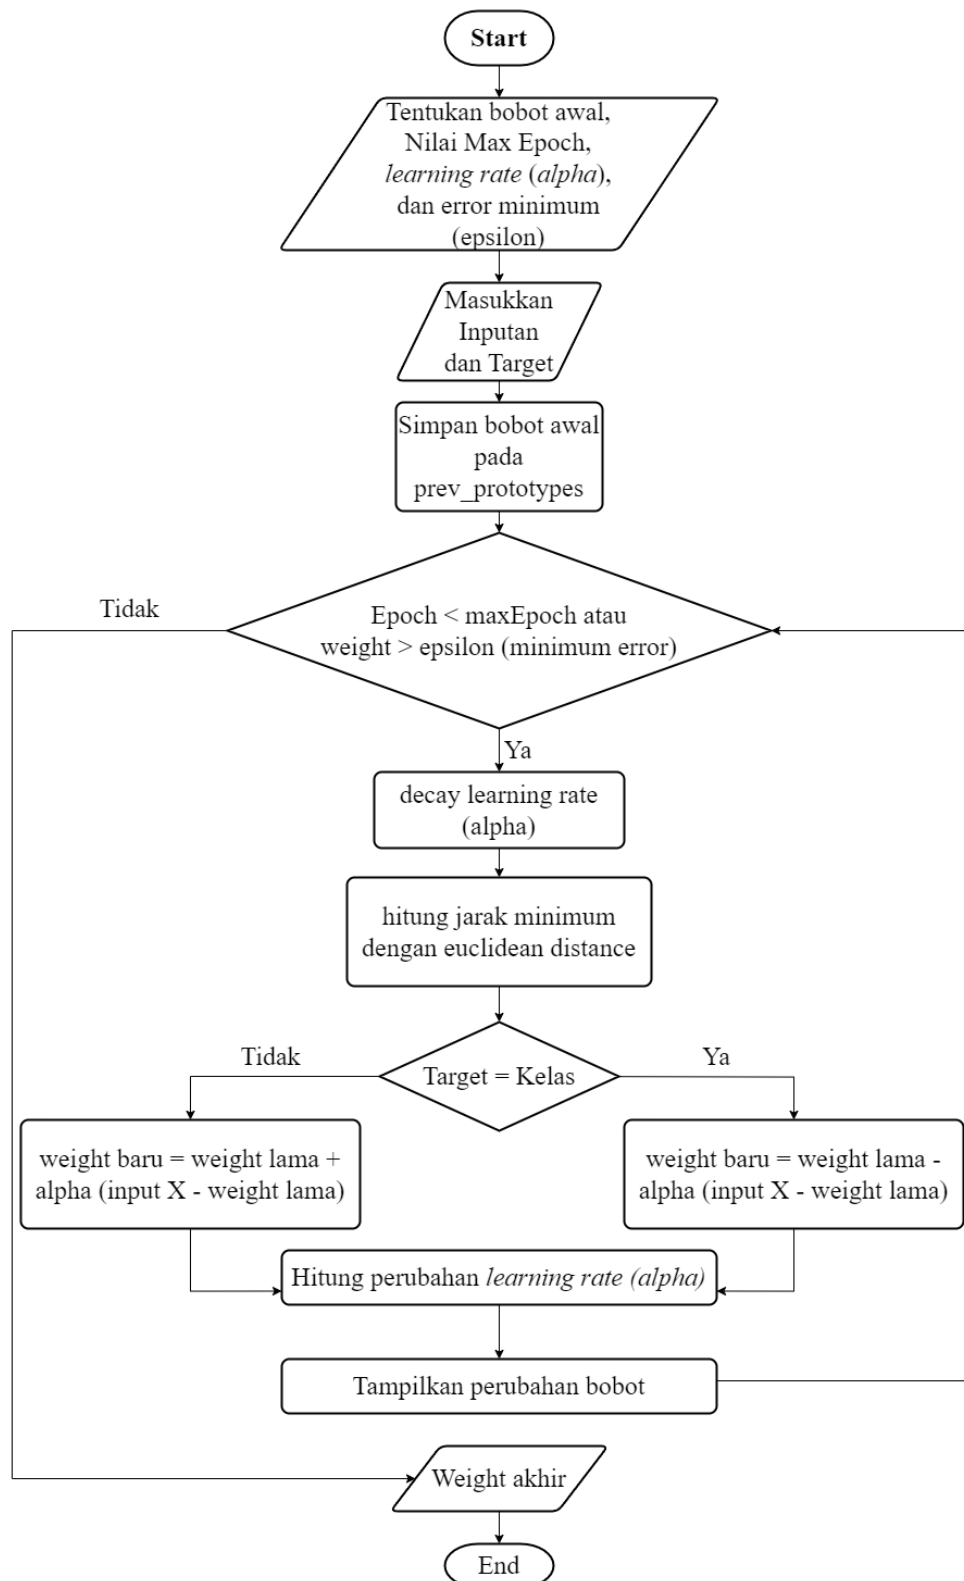 Start
Tentukan bobot awal,
Nilai Max Epoch,
learning rate (alpha),
dan error minimum
(epsilon)
Masukkan
Inputan
dan Target
Simpan bobot awal
pada
prev_prototypes
Tidak
Epoch < maxEpoch atau
weight > epsilon (minimum error)
Ya
decay learning rate
(alpha)
hitung jarak minimum
dengan euclidean distance
Tidak
Target = Kelas
Ya
weight baru = weight lama +
alpha (input X - weight lama)
weight baru = weight lama -
alpha (input X - weight lama)
Hitung perubahan learning rate (alpha)
Tampilkan perubahan bobot
Weight akhir
End